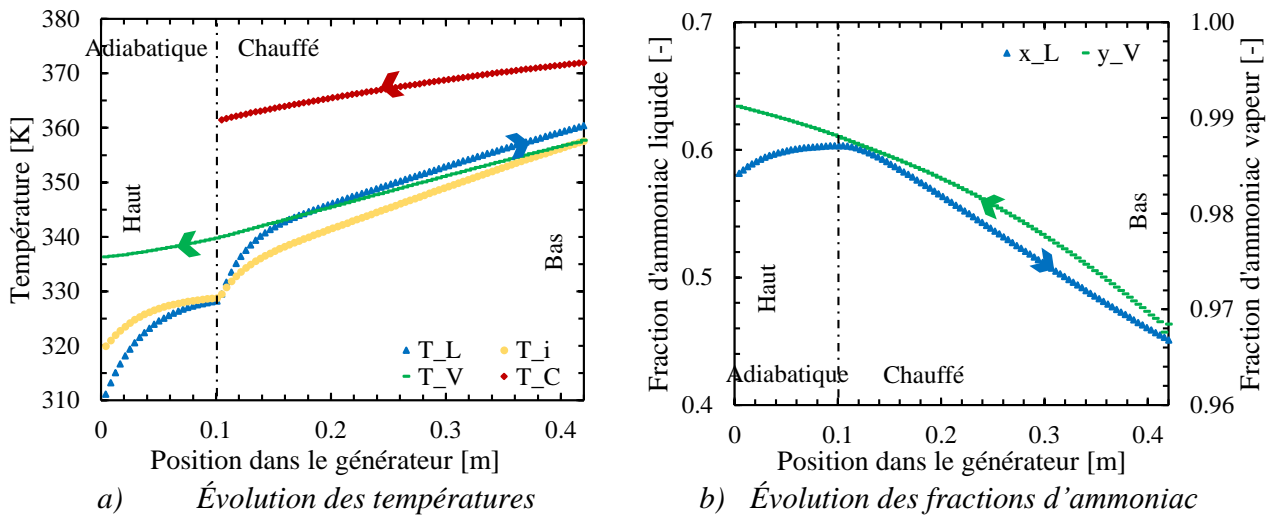 380
370
360
350
340
330
320
310
Température [K]
Adiabatique
Chauffé
Haut
Bas
T_L
T_i
T_V
T_C
0
0.1
0.2
0.3
0.4
Position dans le générateur [m]
a) Évolution des températures
0.7
0.6
0.5
0.4
Fraction d'ammoniac liquide [-]
x_L
y_V
Haut
Bas
Adiabatique
Chauffé
1.00
0.99
0.98
0.97
0.96
Fraction d'ammoniac vapeur [-]
0
0.1
0.2
0.3
0.4
Position dans le générateur [m]
b) Évolution des fractions d’ammoniac